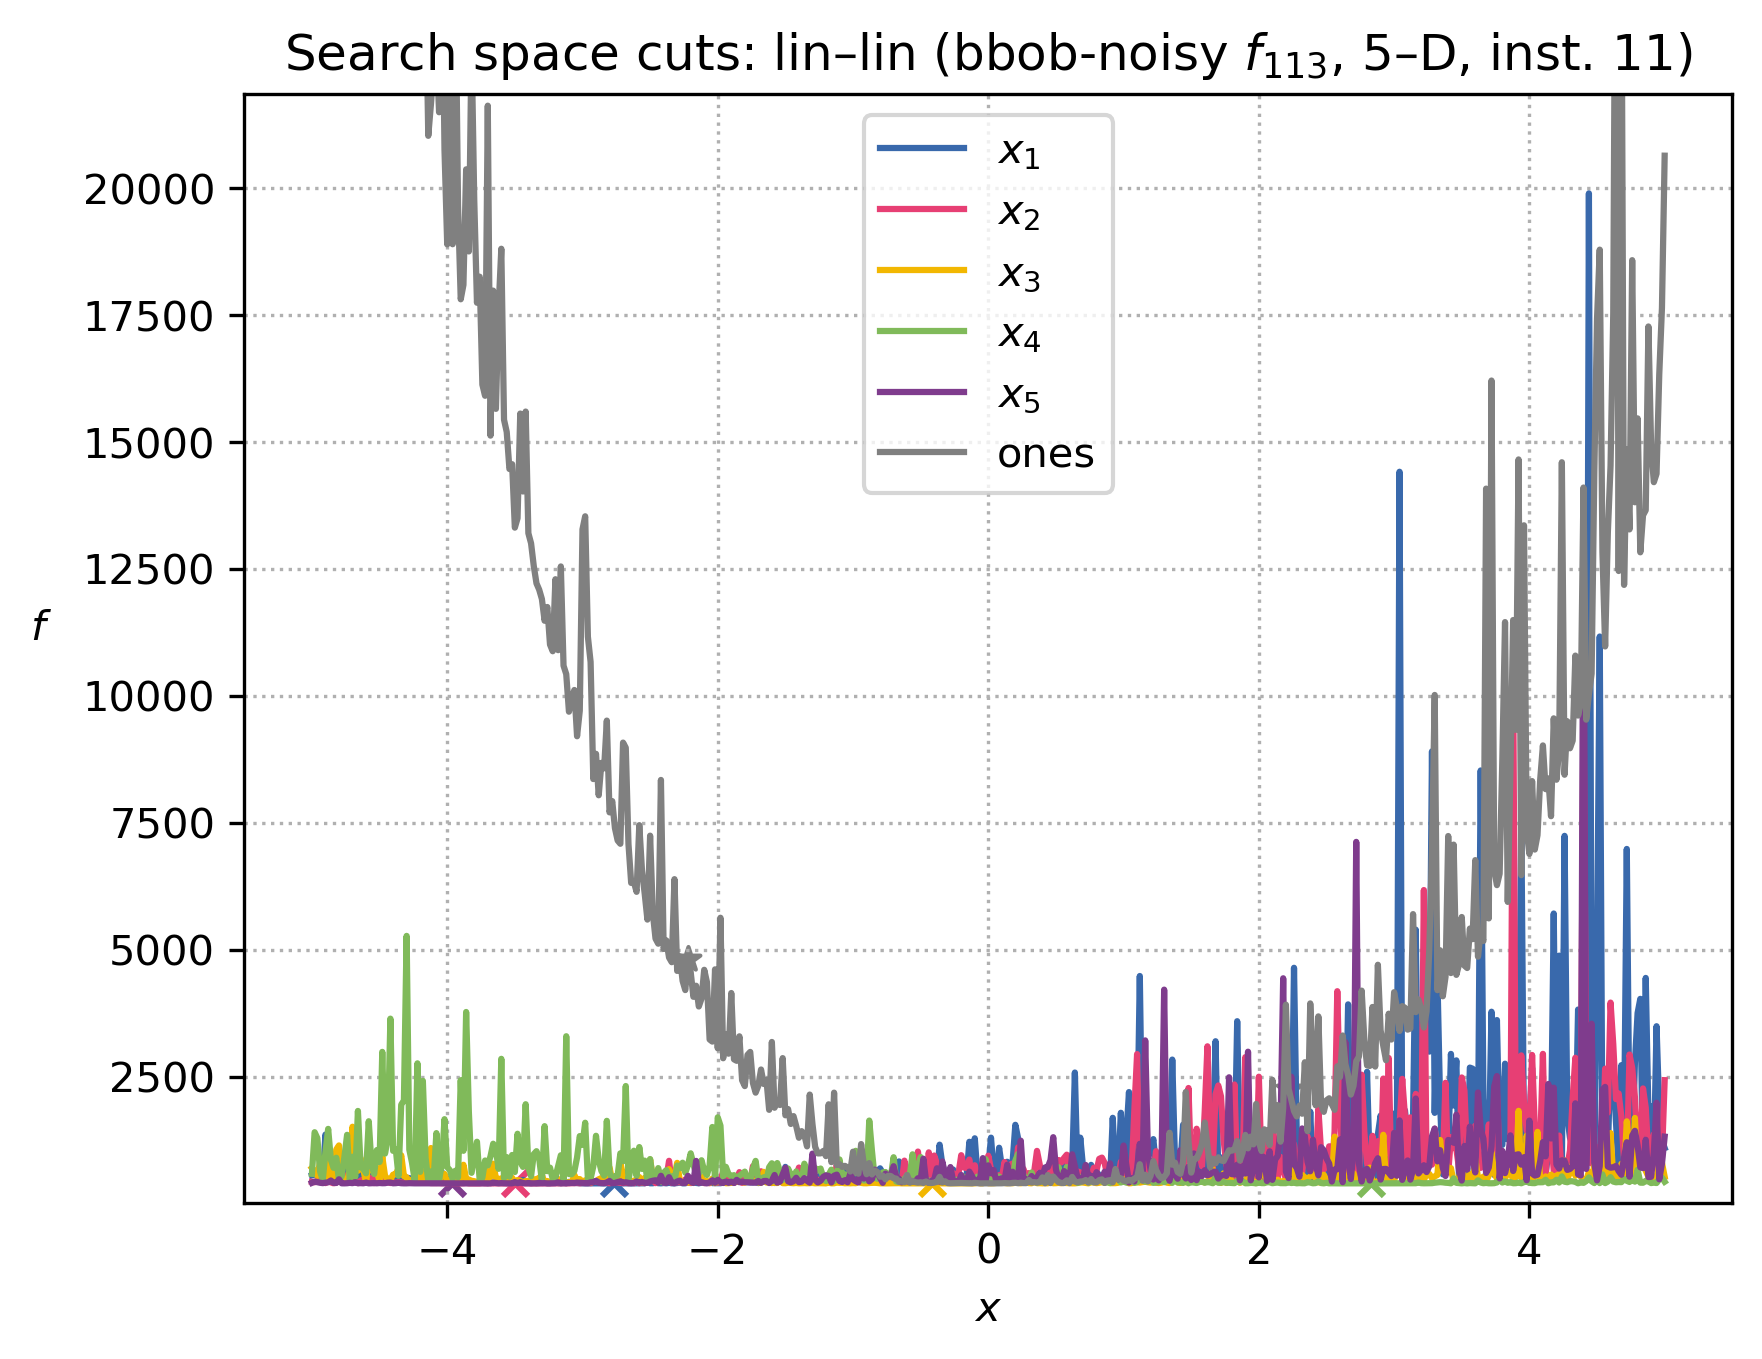 Search space cuts: lin–lin (bbob-noisy f₁₁₃, 5–D, inst. 11)
x₁
x₂
x₃
x₄
x₅
ones
20000
17500
15000
12500
10000
7500
5000
2500
f
−4 −2 0 2 4
x